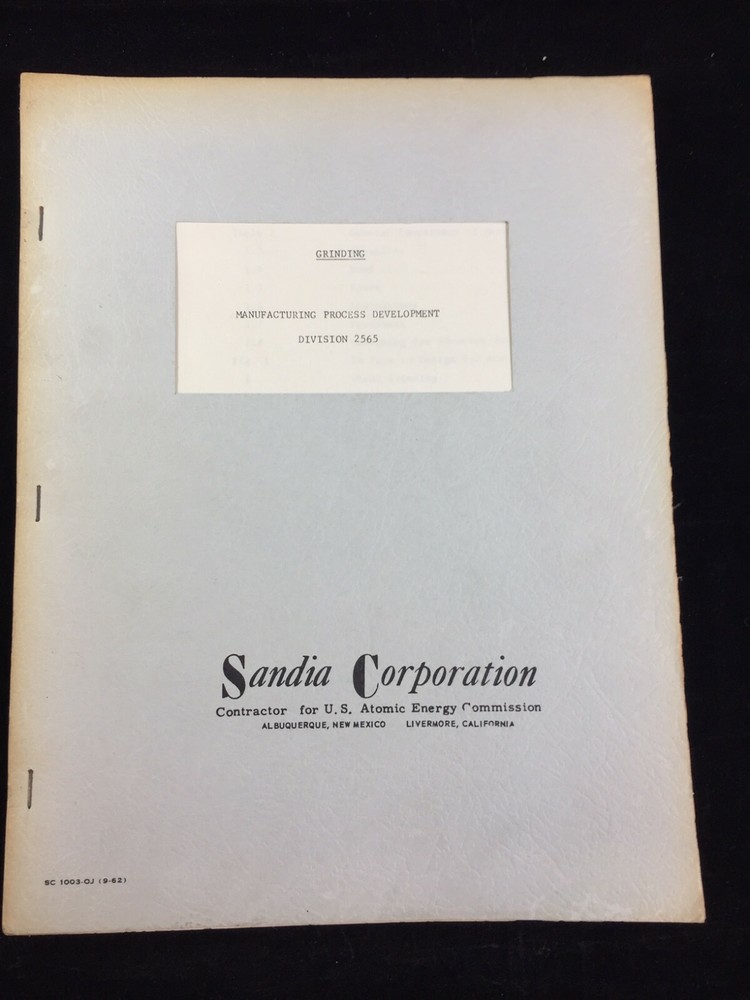 GRINDING
MANUFACTURING PROCESS DEVELOPMENT
DIVISION 2565
Sandia Corporation
Contractor for U.S. Atomic Energy Commission
ALBUQUERQUE, NEW MEXICO LIVERMORE, CALIFORNIA
SC 1003-OJ (9-62)